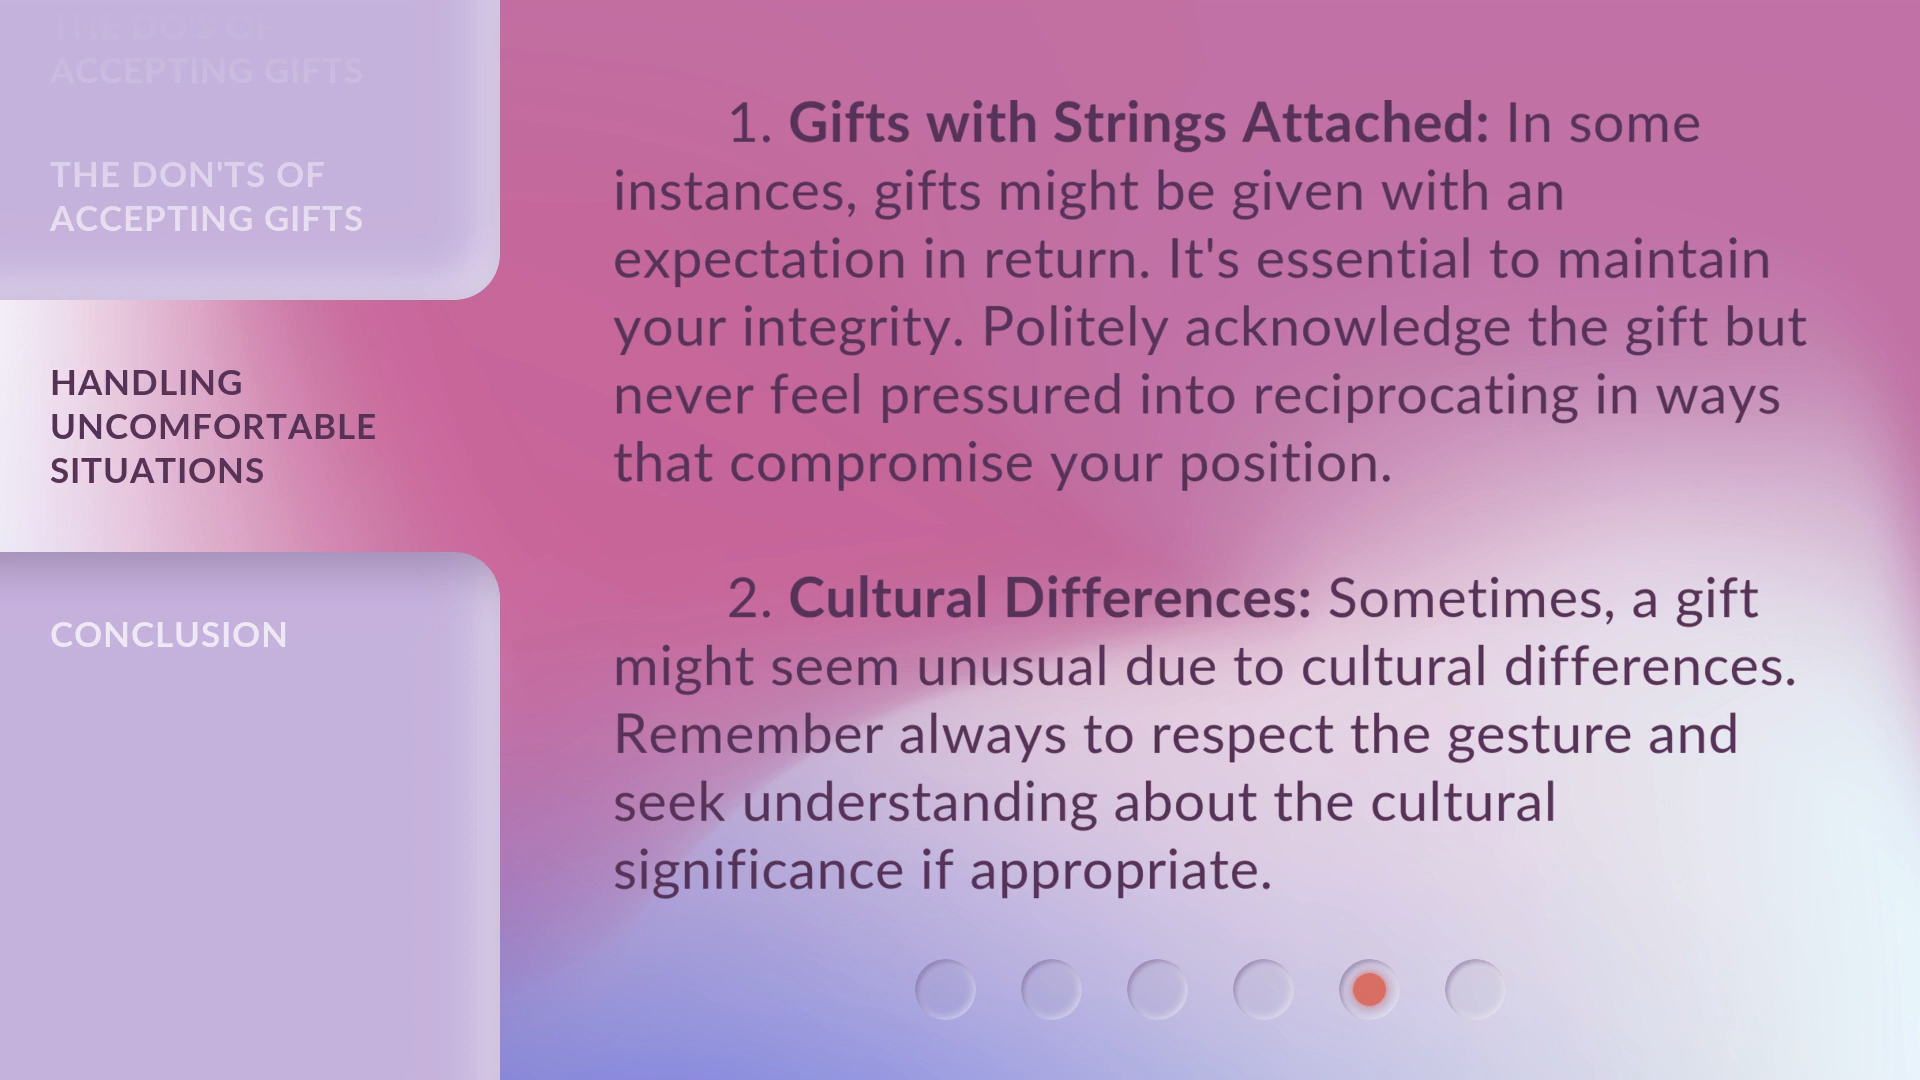 THE DO'S OF
ACCEPTING GIFTS
THE DON'TS OF
ACCEPTING GIFTS
HANDLING
UNCOMFORTABLE
SITUATIONS
CONCLUSION
1. Gifts with Strings Attached: In some
instances, gifts might be given with an
expectation in return. It's essential to maintain
your integrity. Politely acknowledge the gift but
never feel pressured into reciprocating in ways
that compromise your position.
2. Cultural Differences: Sometimes, a gift
might seem unusual due to cultural differences.
Remember always to respect the gesture and
seek understanding about the cultural
significance if appropriate.